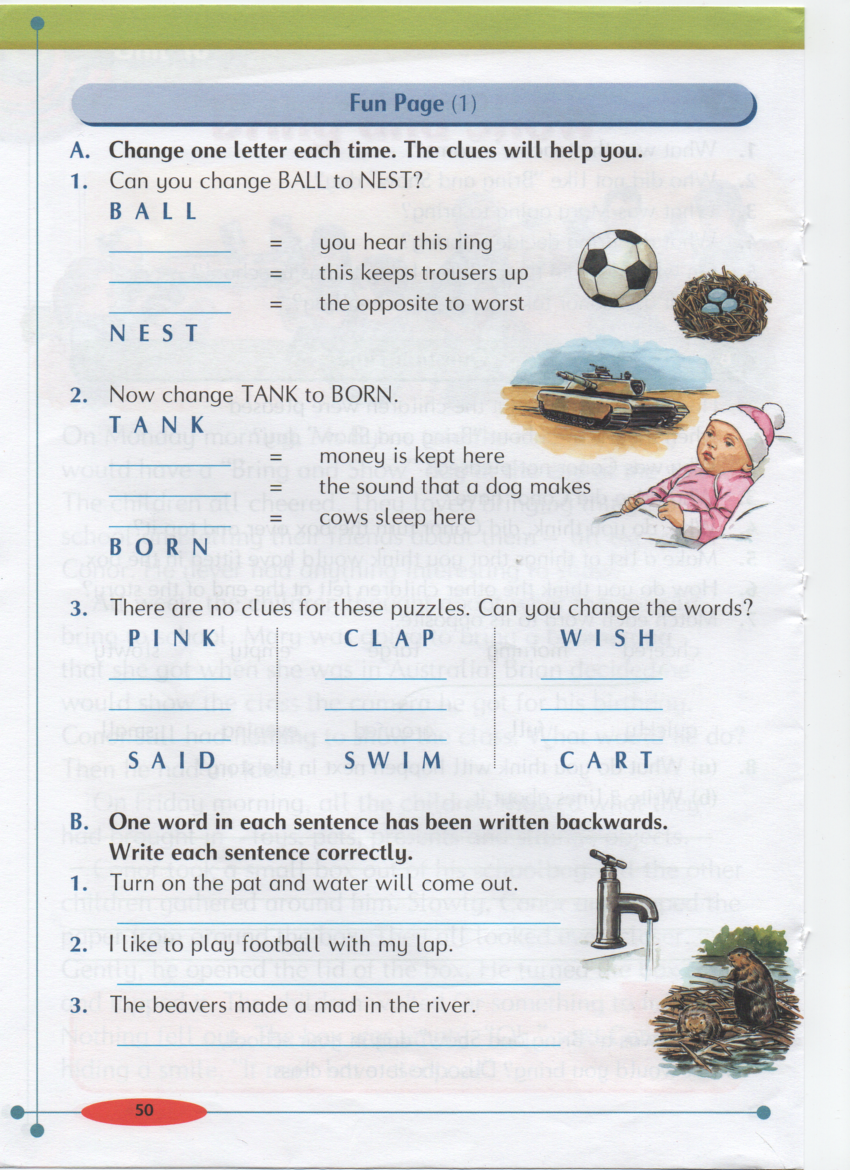 Fun Page (1)
A. Change one letter each time. The clues will help you.
1. Can you change BALL to NEST?
B A L L
= you hear this ring
= this keeps trousers up
= the opposite to worst
N E S T
2. Now change TANK to BORN.
T A N K
= money is kept here
= the sound that a dog makes
= cows sleep here
B O R N
3. There are no clues for these puzzles. Can you change the words?
P I N K C L A P W I S H
S A I D S W I M C A R T
B. One word in each sentence has been written backwards.
Write each sentence correctly.
1. Turn on the pat and water will come out.
2. I like to play football with my lap.
3. The beavers made a mad in the river.
50